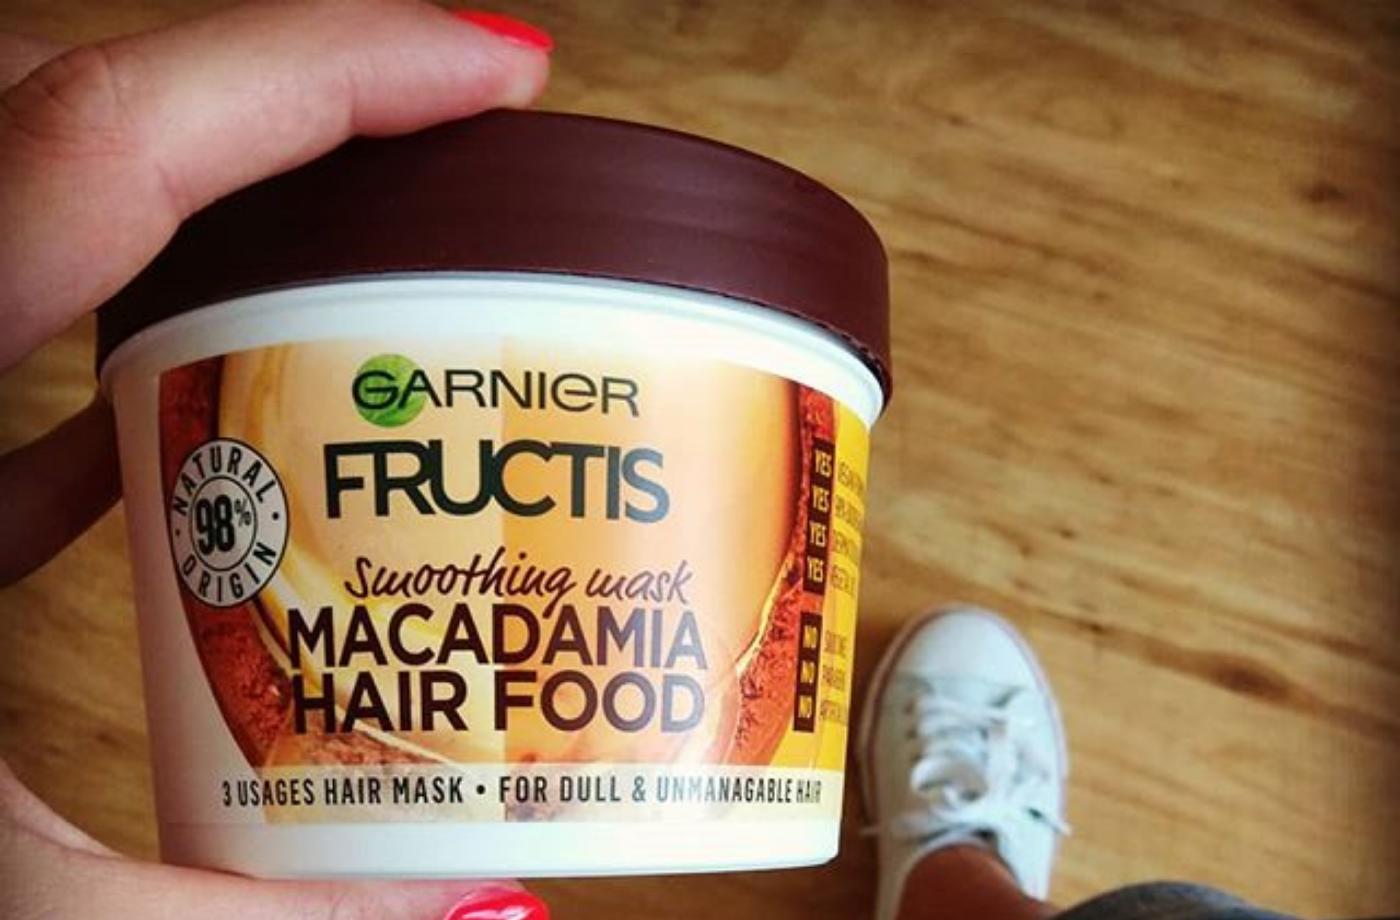 GARNIER
FRUCTIS
NATURAL
98%
ORIGIN
Smoothing mask
MACADAMIA
HAIR FOOD
3 USAGES HAIR MASK • FOR DULL & UNMANAGABLE HAIR
YES
YES
YES
YES
NO
NO
NO